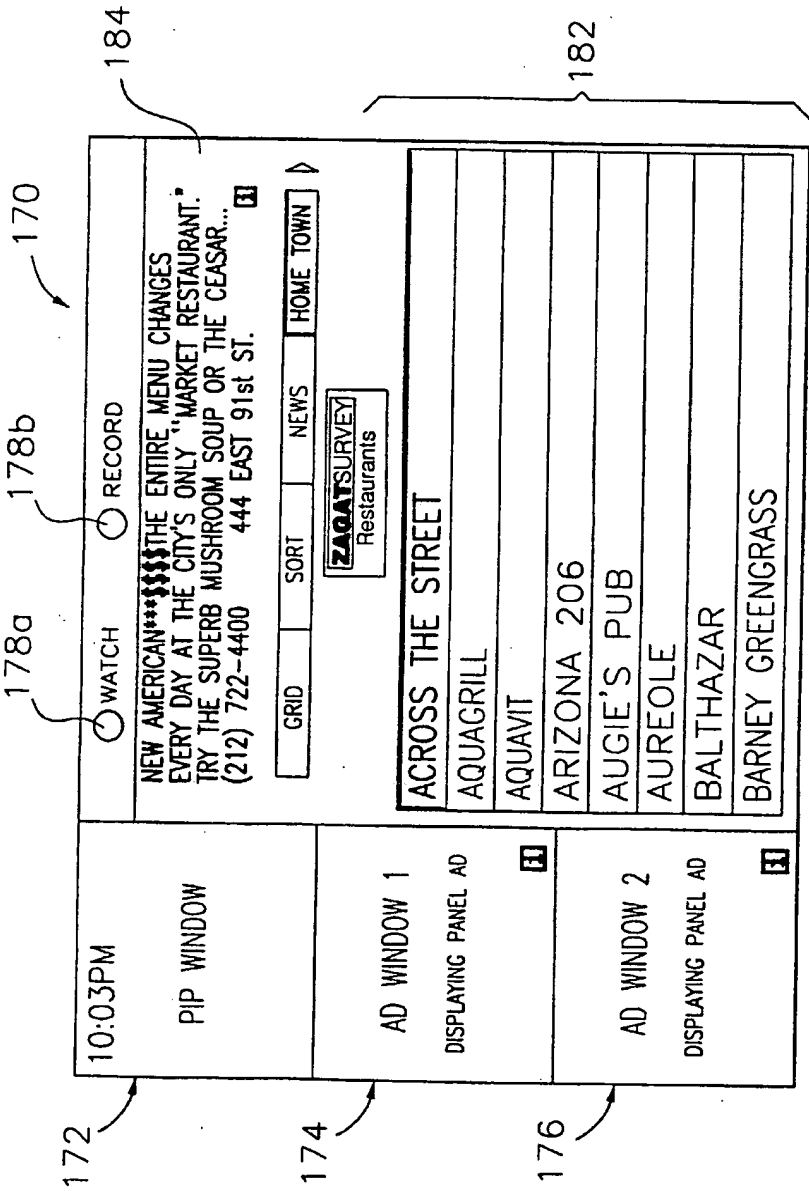 170
178a
178b
184
172
174
176
182
10:03PM
PIP WINDOW
AD WINDOW 1
DISPLAYING PANEL AD
i
AD WINDOW 2
DISPLAYING PANEL AD
i
WATCH
RECORD
NEW AMERICAN***$$$$THE ENTIRE MENU CHANGES
EVERY DAY AT THE CITY'S ONLY "MARKET RESTAURANT."
TRY THE SUPERB MUSHROOM SOUP OR THE CEASAR...
(212) 722-4400 444 EAST 91st ST. i
GRID SORT NEWS HOME TOWN
ZAGATSURVEY
Restaurants
ACROSS THE STREET
AQUAGRILL
AQUAVIT
ARIZONA 206
AUGIE'S PUB
AUREOLE
BALTHAZAR
BARNEY GREENGRASS